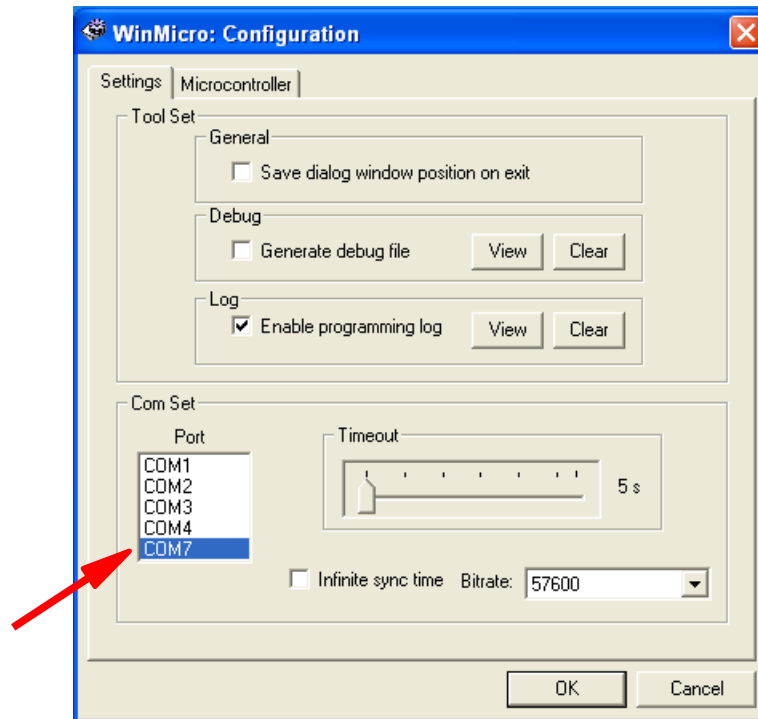 WinMicro: Configuration
Settings Microcontroller
Tool Set
General
Save dialog window position on exit
Debug
Generate debug file View Clear
Log
Enable programming log View Clear
Com Set
Port
COM1
COM2
COM3
COM4
COM7
Timeout
5 s
Infinite sync time Bitrate: 57600
OK Cancel